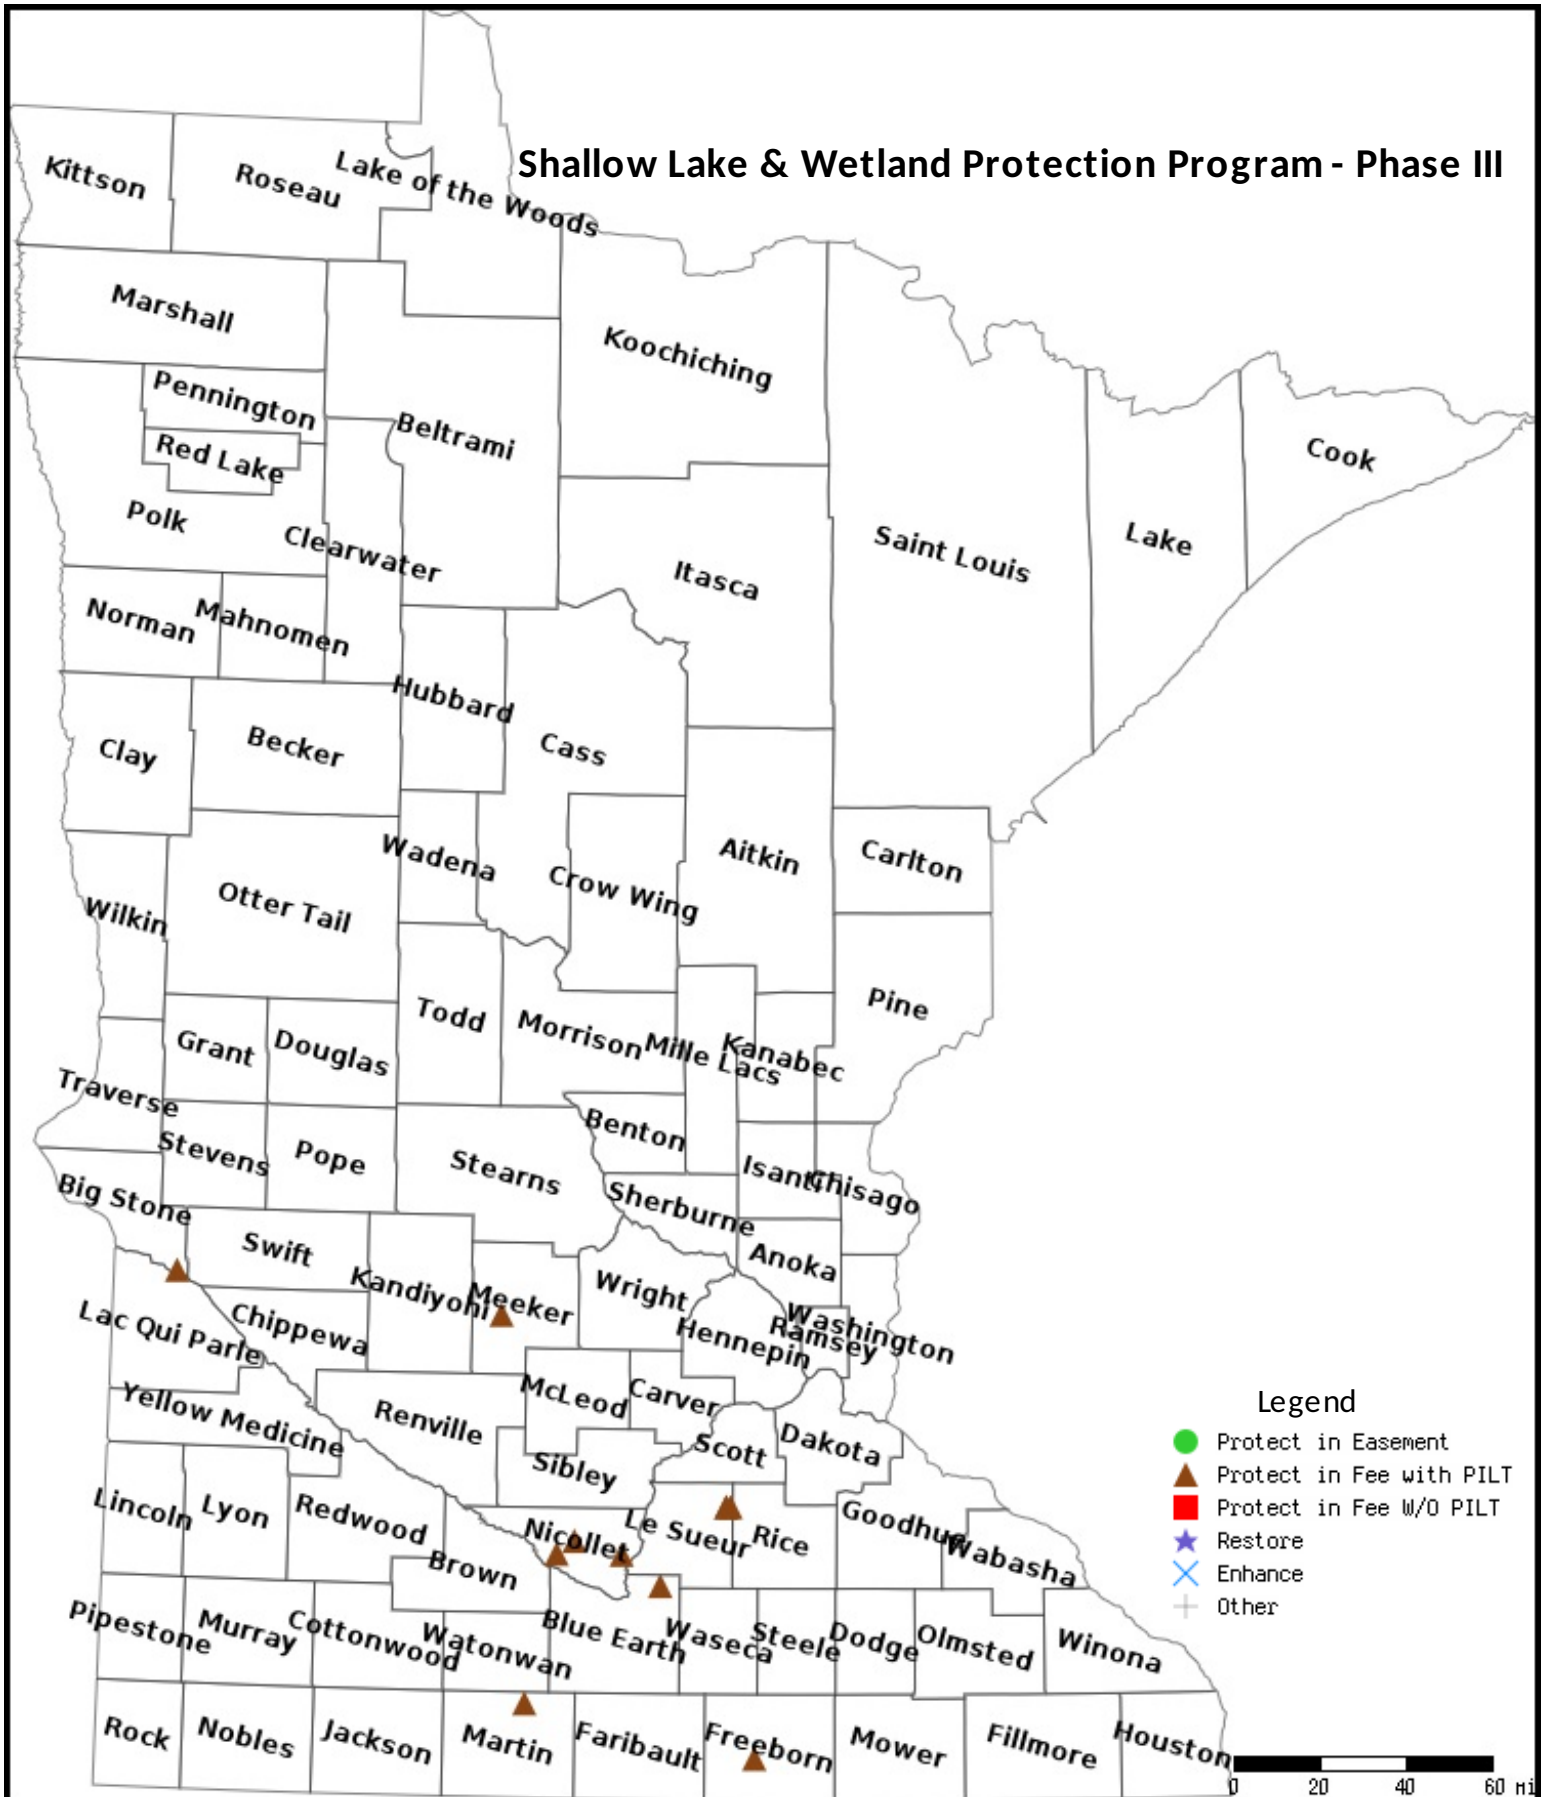 Shallow Lake & Wetland Protection Program - Phase III
Kittson
Roseau
Lake of the Woods
Marshall
Koochiching
Pennington
Beltrami
Red Lake
Cook
Polk
Clearwater
Saint Louis
Lake
Itasca
Norman
Mahnomen
Hubbard
Clay
Becker
Cass
Wadena
Aitkin
Carlton
Otter Tail
Crow Wing
Wilkin
Todd
Pine
Grant
Douglas
Morrison
Mille Lacs
Kanabec
Traverse
Stevens
Pope
Benton
Stearns
Isanti
Chisago
Big Stone
Sherburne
Swift
Anoka
Kandiyohi
Meeker
Wright
Lac Qui Parle
Chippewa
Hennepin
Ramsey
Washington
McLeod
Carver
Yellow Medicine
Renville
Scott
Dakota
Sibley
Lincoln
Lyon
Redwood
Nicollet
Le Sueur
Rice
Goodhue
Wabasha
Brown
Pipestone
Murray
Cottonwood
Watonwan
Blue Earth
Waseca
Steele
Dodge
Olmsted
Winona
Rock
Nobles
Jackson
Martin
Faribault
Freeborn
Mower
Fillmore
Houston
Legend
Protect in Easement
Protect in Fee with PILT
Protect in Fee W/O PILT
Restore
Enhance
Other
0 20 40 60 mi